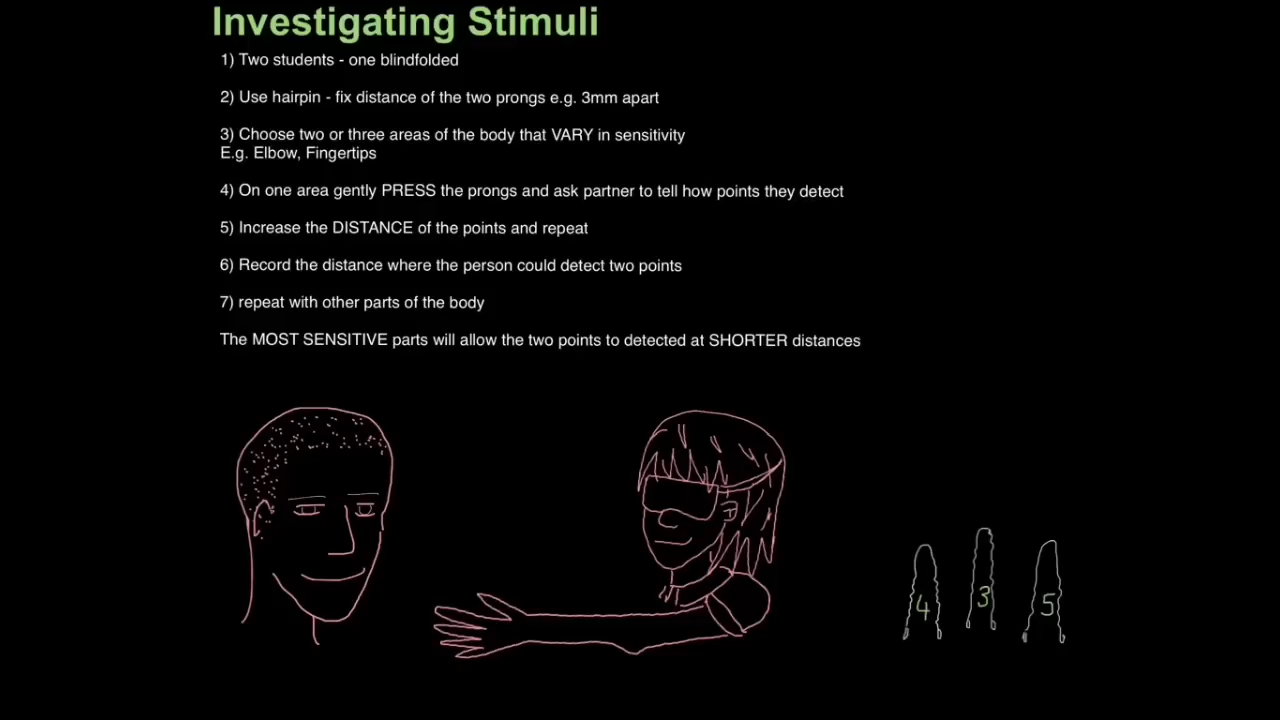 Investigating Stimuli
1) Two students - one blindfolded
2) Use hairpin - fix distance of the two prongs e.g. 3mm apart
3) Choose two or three areas of the body that VARY in sensitivity
E.g. Elbow, Fingertips
4) On one area gently PRESS the prongs and ask partner to tell how points they detect
5) Increase the DISTANCE of the points and repeat
6) Record the distance where the person could detect two points
7) repeat with other parts of the body
The MOST SENSITIVE parts will allow the two points to detected at SHORTER distances
4 3 5